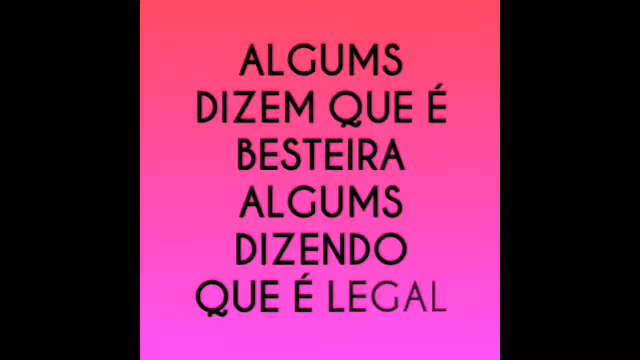 ALGUMS
DIZEM QUE É
BESTEIRA
ALGUMS
DIZENDO
QUE É LEGAL